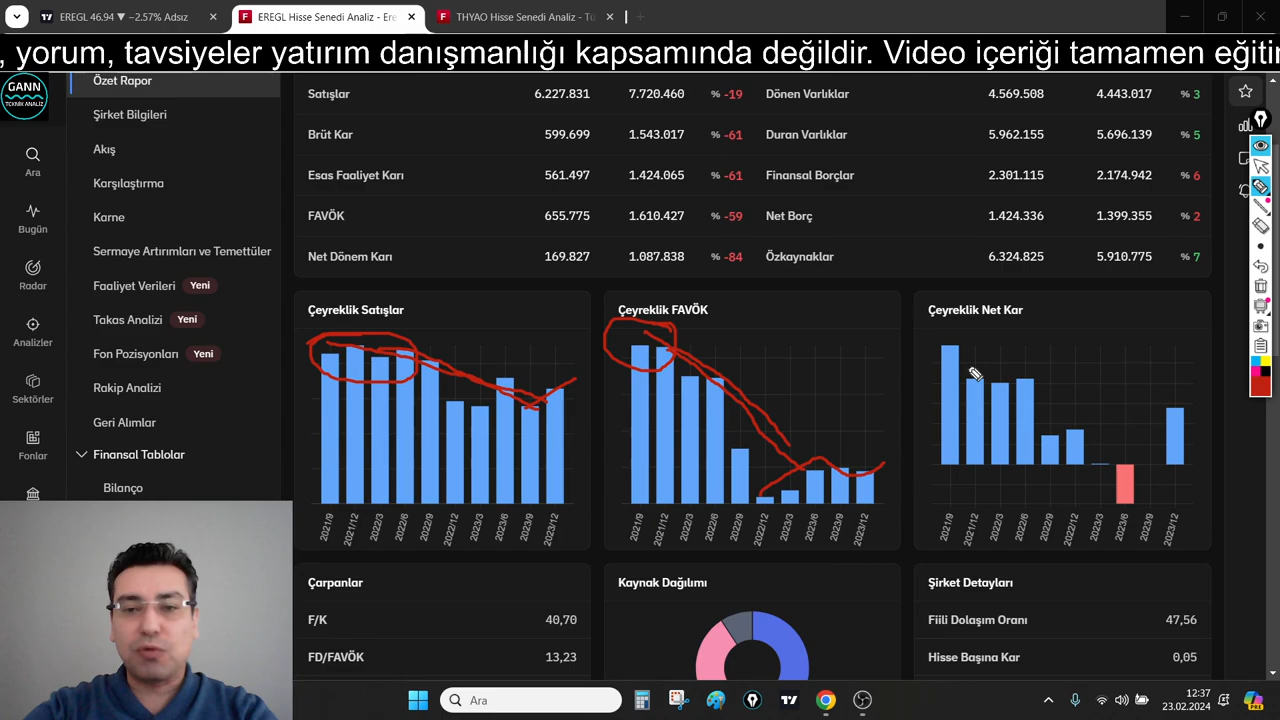 EREGL 46.94 ▼ −2.57% Adsız
EREGL Hisse Senedi Analiz - Ere
THYAO Hisse Senedi Analiz - Tü
, yorum, tavsiyeler yatırım danışmanlığı kapsamında değildir. Video içeriği tamamen eğitir
GANN
TEKNİK ANALİZ
Ara
Bugün
Radar
Analizler
Sektörler
Fonlar
Özet Rapor
Şirket Bilgileri
Akış
Karşılaştırma
Karne
Sermaye Artırımları ve Temettüler
Faaliyet Verileri Yeni
Takas Analizi Yeni
Fon Pozisyonları Yeni
Rakip Analizi
Geri Alımlar
Finansal Tablolar
Bilanço
Satışlar 6.227.831 7.720.460 % -19 Dönen Varlıklar 4.569.508 4.443.017 % 3
Brüt Kar 599.699 1.543.017 % -61 Duran Varlıklar 5.962.155 5.696.139 % 5
Esas Faaliyet Karı 561.497 1.424.065 % -61 Finansal Borçlar 2.301.115 2.174.942 % 6
FAVÖK 655.775 1.610.427 % -59 Net Borç 1.424.336 1.399.355 % 2
Net Dönem Karı 169.827 1.087.838 % -84 Özkaynaklar 6.324.825 5.910.775 % 7
Çeyreklik Satışlar
2021/9 2021/12 2022/3 2022/6 2022/9 2022/12 2023/3 2023/6 2023/9 2023/12
Çeyreklik FAVÖK
2021/9 2021/12 2022/3 2022/6 2022/9 2022/12 2023/3 2023/6 2023/9 2023/12
Çeyreklik Net Kar
2021/9 2021/12 2022/3 2022/6 2022/9 2022/12 2023/3 2023/6 2023/9 2023/12
Çarpanlar
F/K 40,70
FD/FAVÖK 13,23
Kaynak Dağılımı
Şirket Detayları
Fiili Dolaşım Oranı 47,56
Hisse Başına Kar 0,05
Ara
12:37
23.02.2024